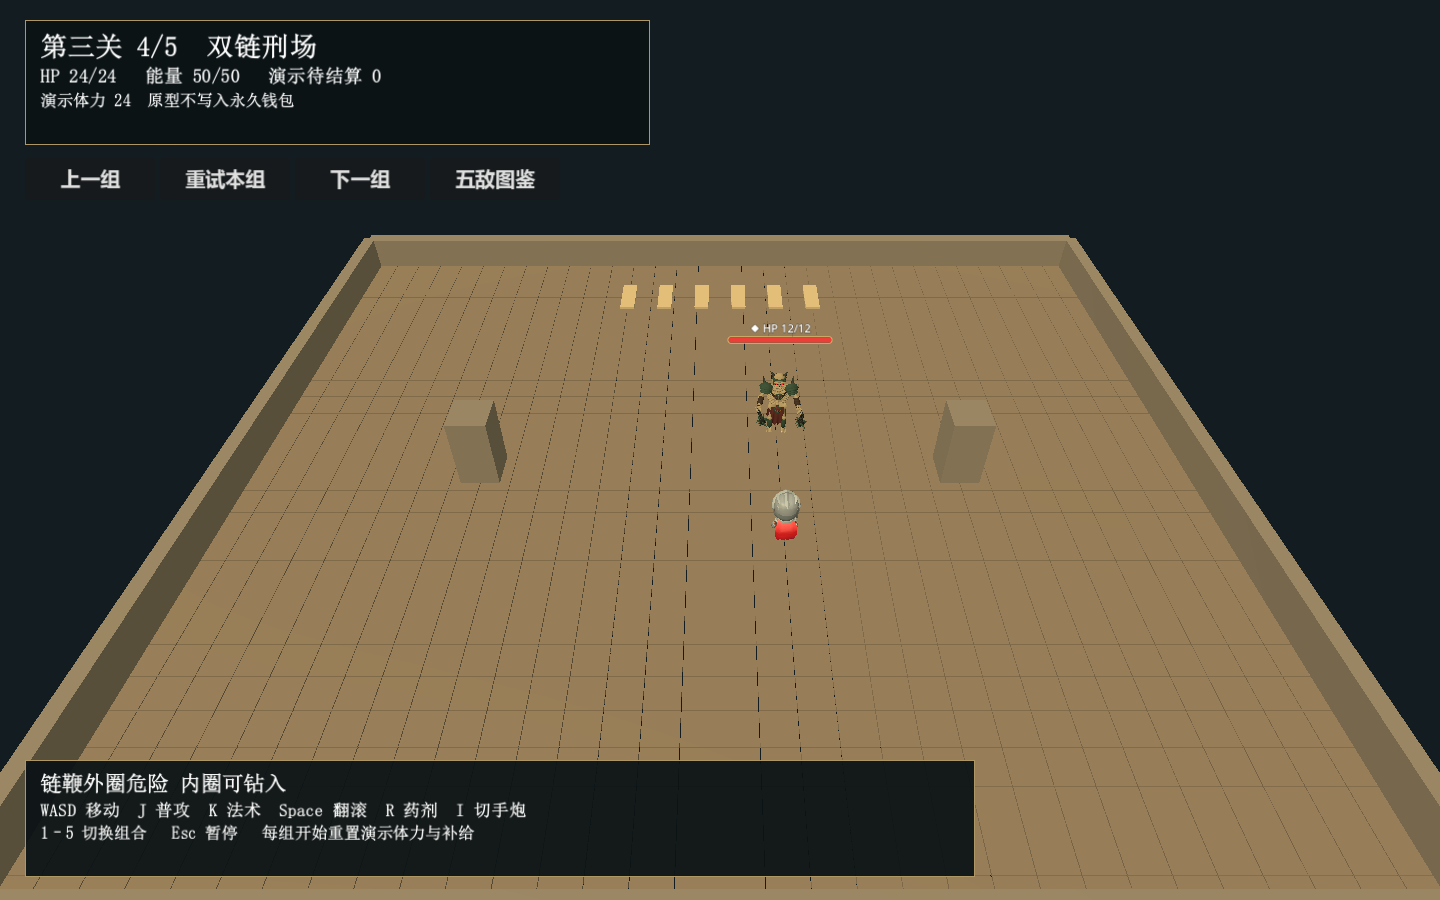 第三关 4/5 双链刑场
HP 24/24 能量 50/50 演示待结算 0
演示体力 24 原型不写入永久钱包
上一组 重试本组 下一组 五敌图鉴
◆ HP 12/12
链鞭外圈危险 内圈可钻入
WASD 移动 J 普攻 K 法术 Space 翻滚 R 药剂 I 切手炮
1-5 切换组合 Esc 暂停 每组开始重置演示体力与补给